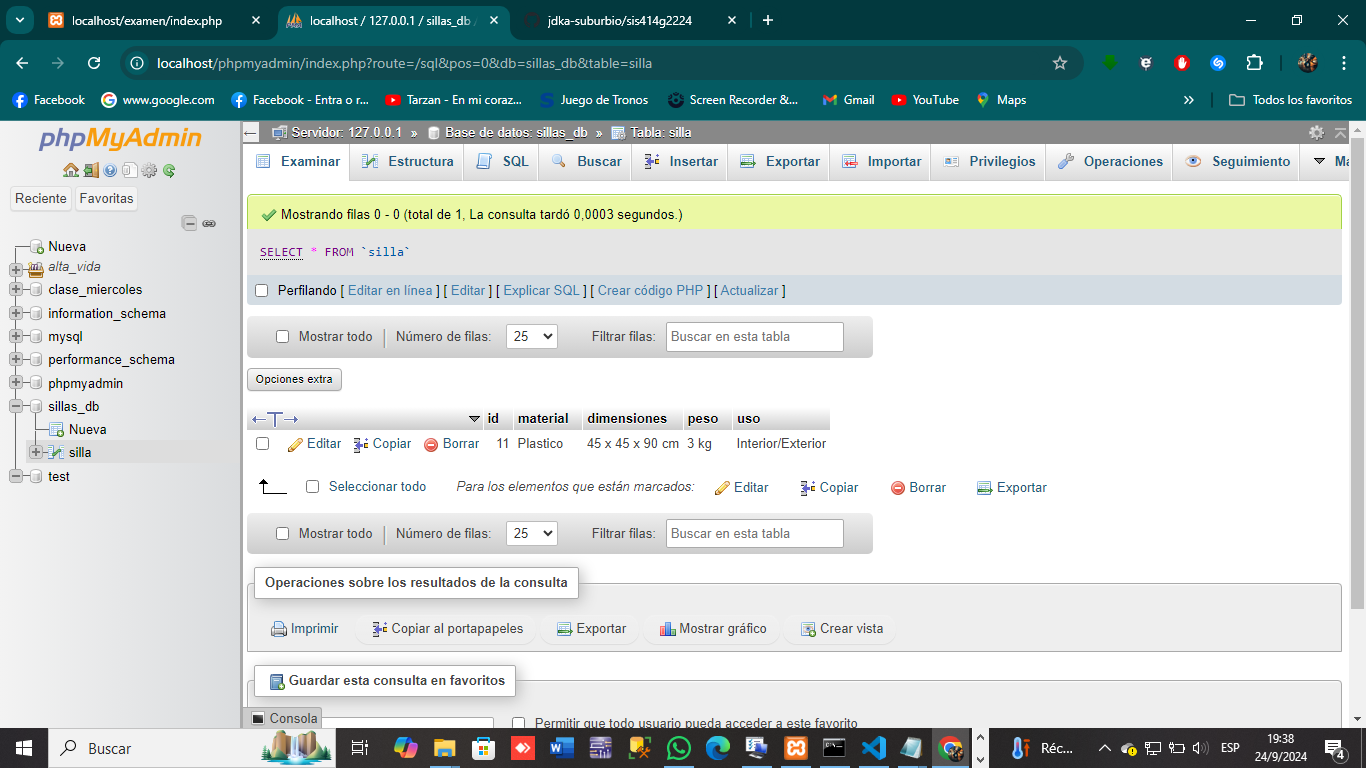 localhost/examen/index.php
localhost / 127.0.0.1 / sillas_db /
jdka-suburbio/sis414g2224
localhost/phpmyadmin/index.php?route=/sql&pos=0&db=sillas_db&table=silla
Facebook
www.google.com
Facebook - Entra o r...
Tarzan - En mi coraz...
Juego de Tronos
Screen Recorder &...
Gmail
YouTube
Maps
Todos los favoritos
phpMyAdmin
Reciente
Favoritas
Nueva
alta_vida
clase_miercoles
information_schema
mysql
performance_schema
phpmyadmin
sillas_db
Nueva
silla
test
Servidor: 127.0.0.1 » Base de datos: sillas_db » Tabla: silla
Examinar
Estructura
SQL
Buscar
Insertar
Exportar
Importar
Privilegios
Operaciones
Seguimiento
Mostrando filas 0 - 0 (total de 1, La consulta tardó 0,0003 segundos.)
SELECT * FROM `silla`
Perfilando [ Editar en línea ] [ Editar ] [ Explicar SQL ] [ Crear código PHP ] [ Actualizar ]
Mostrar todo
Número de filas:
25
Filtrar filas:
Buscar en esta tabla
Opciones extra
id material dimensiones peso uso
Editar Copiar Borrar 11 Plastico 45 x 45 x 90 cm 3 kg Interior/Exterior
Seleccionar todo
Para los elementos que están marcados:
Editar
Copiar
Borrar
Exportar
Mostrar todo
Número de filas:
25
Filtrar filas:
Buscar en esta tabla
Operaciones sobre los resultados de la consulta
Imprimir
Copiar al portapapeles
Exportar
Mostrar gráfico
Crear vista
Guardar esta consulta en favoritos
Consola
Permitir que todo usuario pueda acceder a este favorito
Buscar
Réc...
ESP
19:38
24/9/2024
4